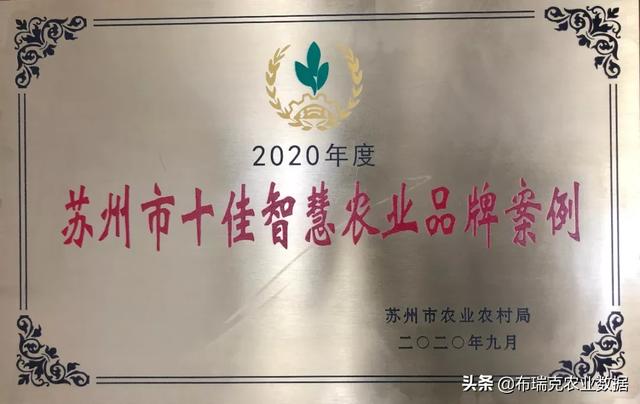 2020年度
苏州市十佳智慧农业品牌案例
苏州市农业农村局
二〇二〇年九月
头条 @布瑞克农业数据